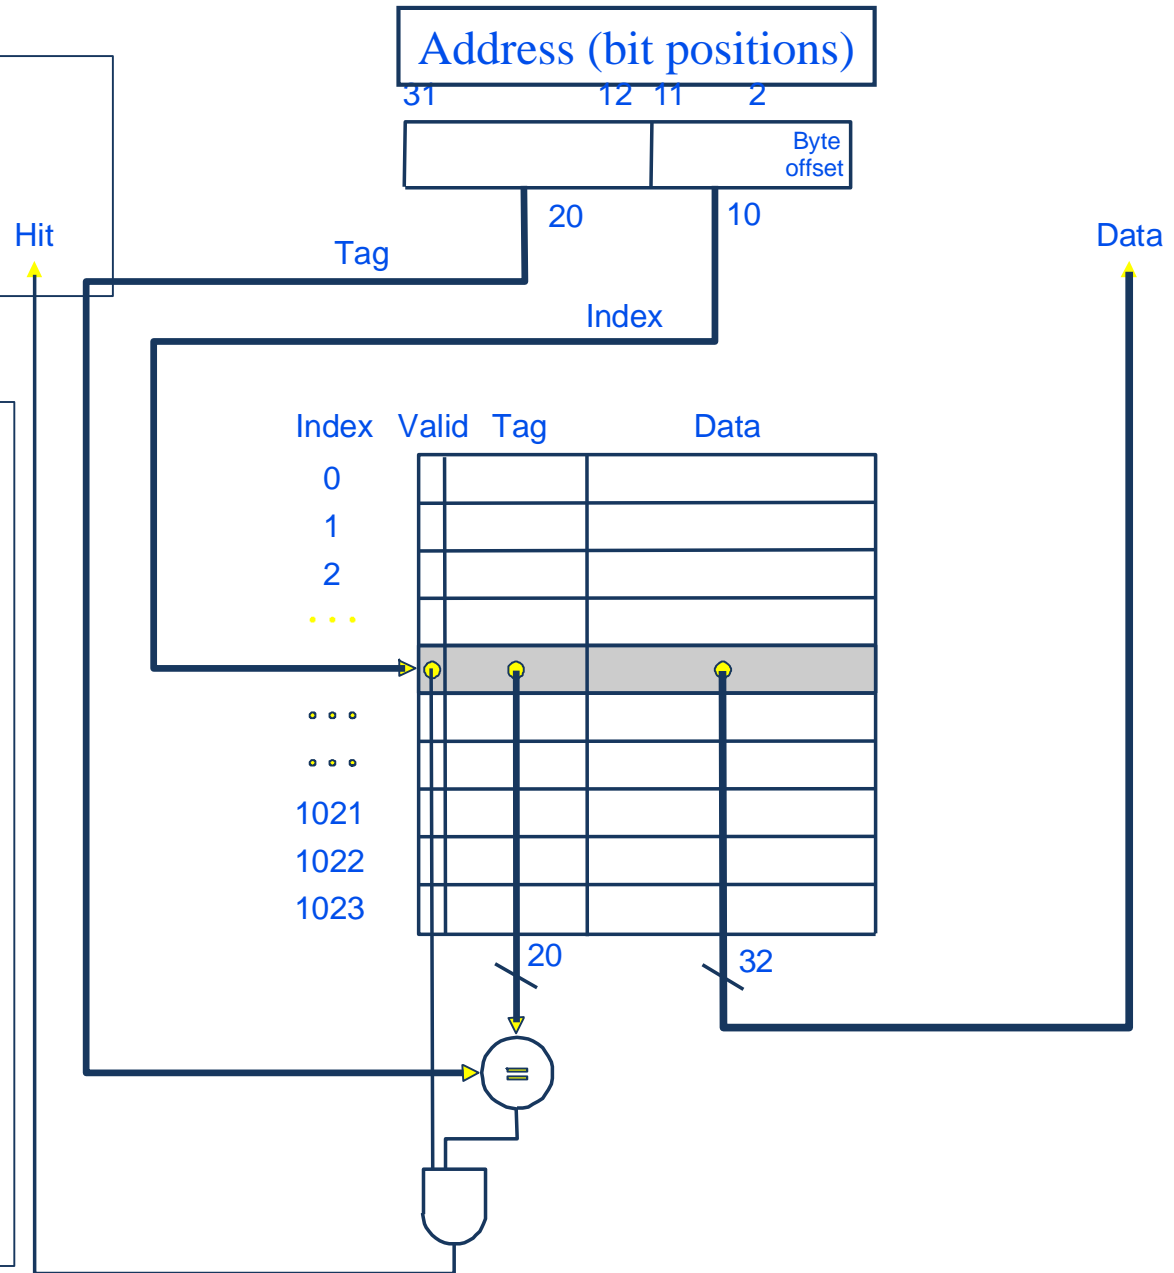 Address (bit positions)
31 12 11 2
Byte
offset
20 10
Hit
Tag
Data
Index
Index Valid Tag Data
0
1
2
. . .
. . .
. . .
1021
1022
1023
20 32
=